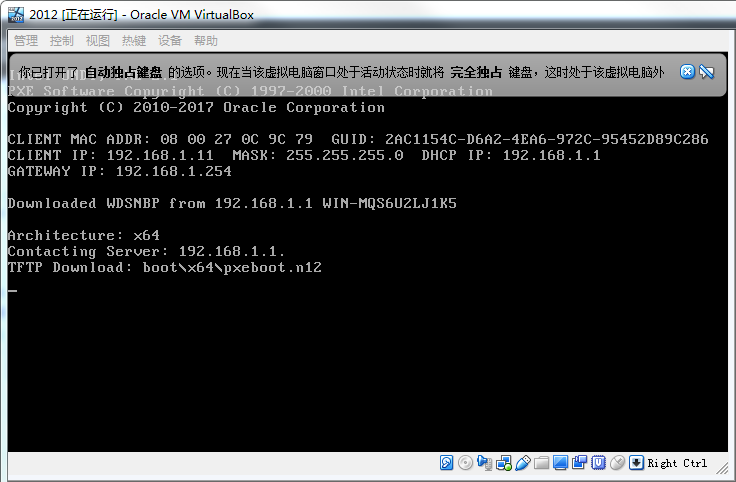 2012 [正在运行] - Oracle VM VirtualBox
管理 控制 视图 热键 设备 帮助
你已打开了 自动独占键盘 的选项。现在当该虚拟电脑窗口处于活动状态时就将 完全独占 键盘，这时处于该虚拟电脑外
PXE Software Copyright (C) 1997-2000 Intel Corporation
Copyright (C) 2010-2017 Oracle Corporation
CLIENT MAC ADDR: 08 00 27 0C 9C 79 GUID: 2AC1154C-D6A2-4EA6-972C-95452D89C286
CLIENT IP: 192.168.1.11 MASK: 255.255.255.0 DHCP IP: 192.168.1.1
GATEWAY IP: 192.168.1.254
Downloaded WDSNBP from 192.168.1.1 WIN-MQS6U2LJ1K5
Architecture: x64
Contacting Server: 192.168.1.1.
TFTP Download: boot\x64\pxeboot.n12
Right Ctrl